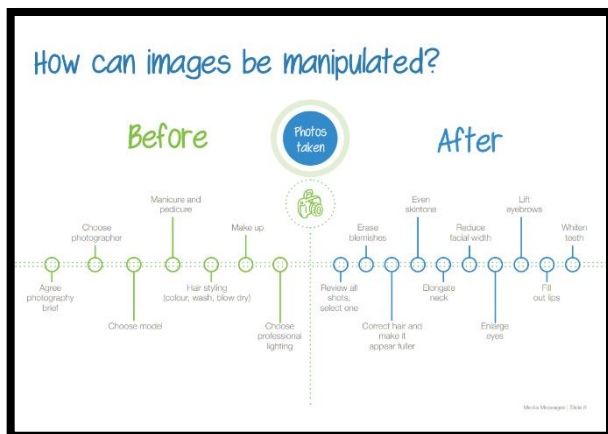 How can images be manipulated?
Before
Photos
taken
After
Agree
photography
brief
Choose
photographer
Choose model
Manicure and
pedicure
Hair styling
(colour, wash, blow dry)
Make up
Choose
professional
lighting
Review all
shots,
select one
Erase
blemishes
Correct hair and
make it
appear fuller
Even
skintone
Elongate
neck
Reduce
facial width
Enlarge
eyes
Lift
eyebrows
Fill
out lips
Whiten
teeth
Media Messages | Slide 6